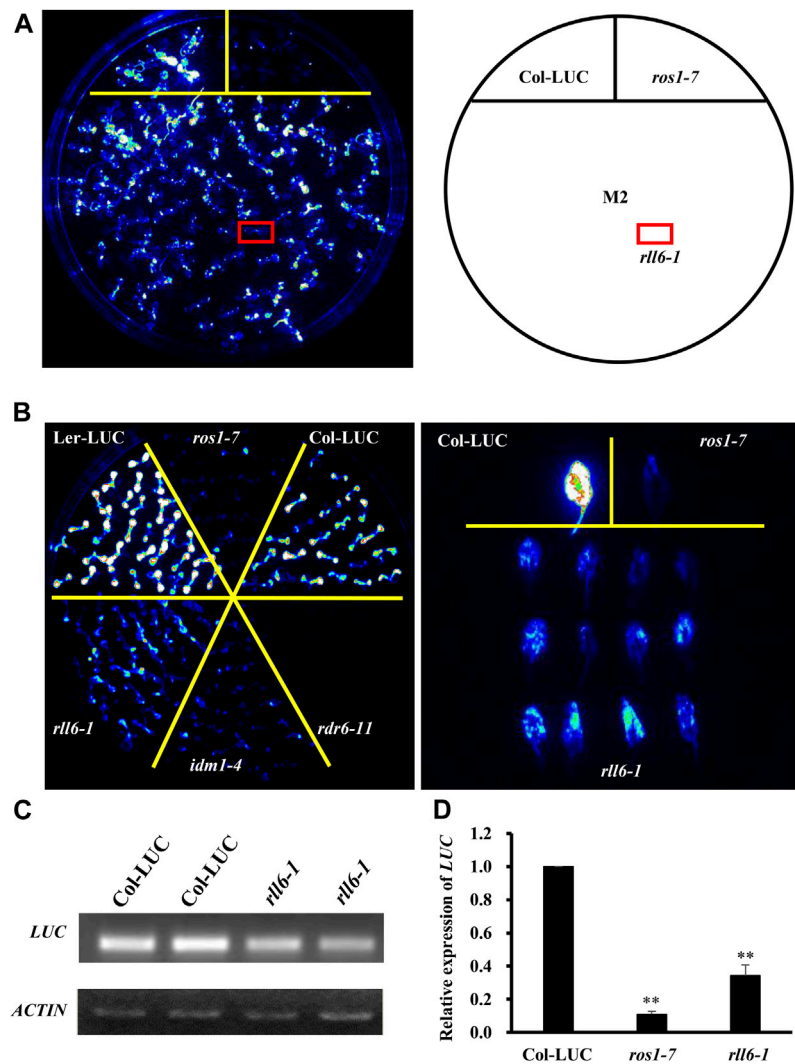 A
Col-LUC
ros1-7
M2
rll6-1
B
Ler-LUC
ros1-7
Col-LUC
rll6-1
idm1-4
rdr6-11
Col-LUC
ros1-7
rll6-1
C
Col-LUC
Col-LUC
rll6-1
rll6-1
LUC
ACTIN
D
Relative expression of LUC
1.2
1.0
0.8
0.6
0.4
0.2
0.0
**
**
Col-LUC
ros1-7
rll6-1